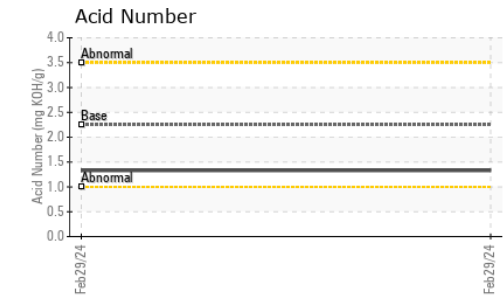 Acid Number
Acid Number (mg KOH/g)
4.0
3.5
3.0
2.5
2.0
1.5
1.0
0.5
0.0
Abnormal
Base
Abnormal
Feb29/24
Feb29/24